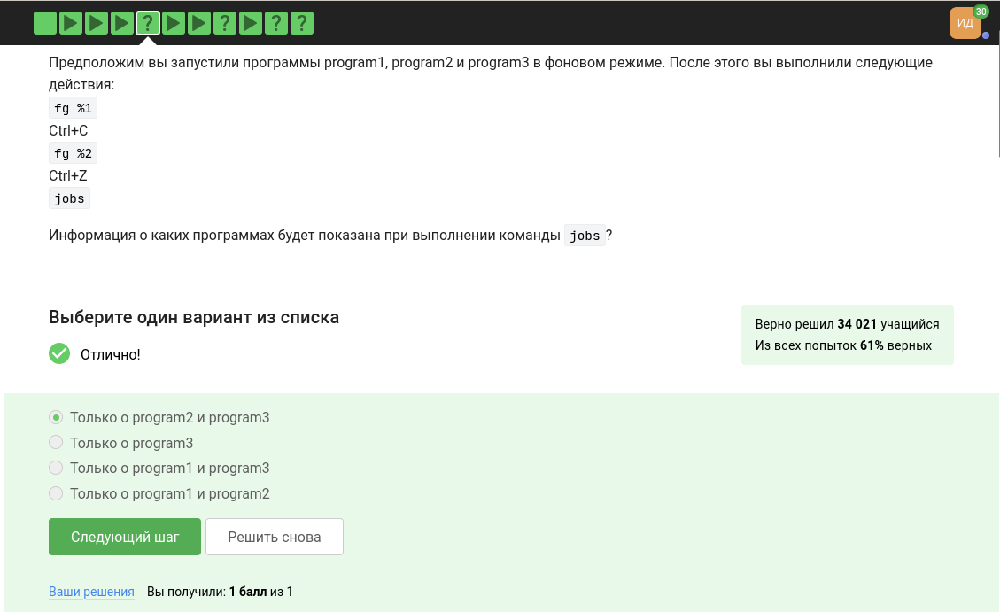 ? ? ? ?
ИД
30
Предположим вы запустили программы program1, program2 и program3 в фоновом режиме. После этого вы выполнили следующие
действия:
fg %1
Ctrl+C
fg %2
Ctrl+Z
jobs
Информация о каких программах будет показана при выполнении команды jobs ?
Выберите один вариант из списка
Отлично!
Верно решил 34 021 учащийся
Из всех попыток 61% верных
Только о program2 и program3
Только о program3
Только о program1 и program3
Только о program1 и program2
Следующий шаг
Решить снова
Ваши решения Вы получили: 1 балл из 1